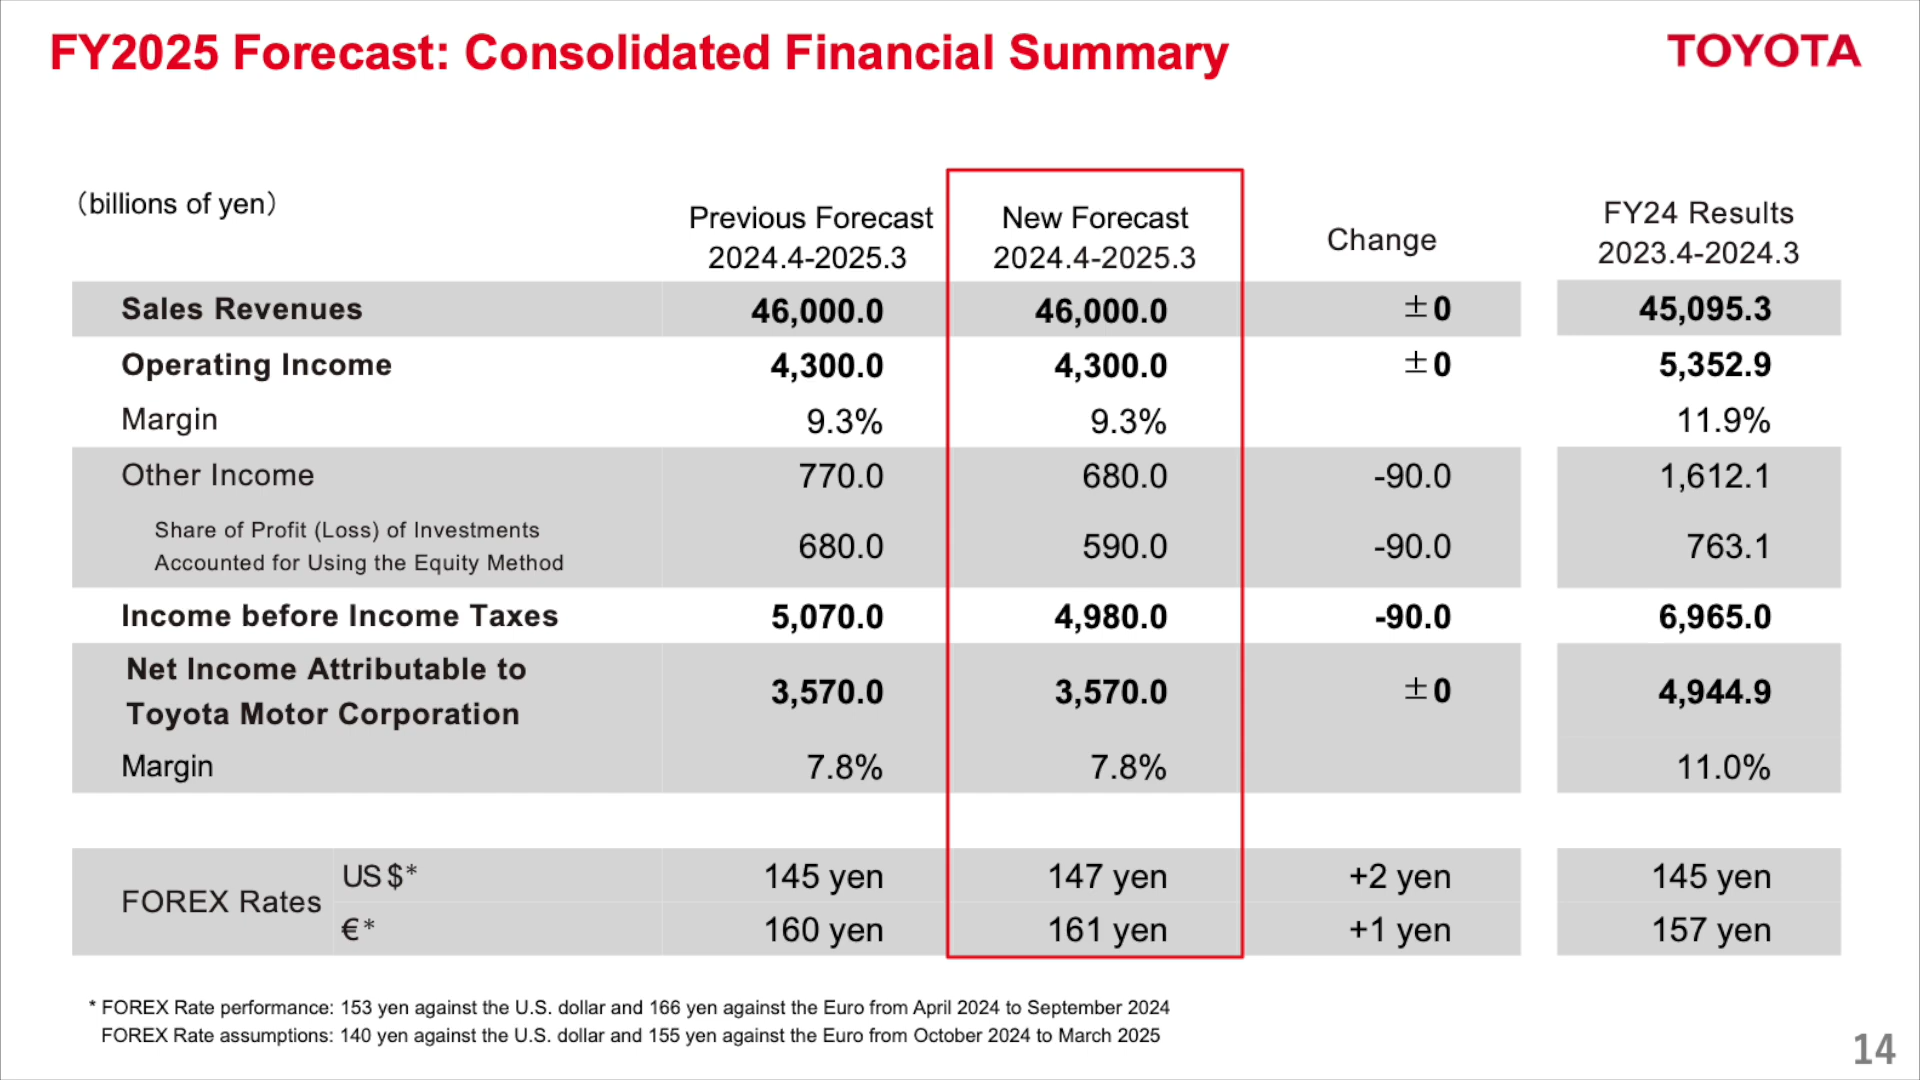 FY2025 Forecast: Consolidated Financial Summary
TOYOTA
（billions of yen）
Previous Forecast
2024.4-2025.3
New Forecast
2024.4-2025.3
Change
FY24 Results
2023.4-2024.3
Sales Revenues 46,000.0 46,000.0 ±0 45,095.3
Operating Income 4,300.0 4,300.0 ±0 5,352.9
Margin 9.3% 9.3% 11.9%
Other Income 770.0 680.0 -90.0 1,612.1
Share of Profit (Loss) of Investments
Accounted for Using the Equity Method
680.0 590.0 -90.0 763.1
Income before Income Taxes 5,070.0 4,980.0 -90.0 6,965.0
Net Income Attributable to
Toyota Motor Corporation
3,570.0 3,570.0 ±0 4,944.9
Margin 7.8% 7.8% 11.0%
FOREX Rates
US$* 145 yen 147 yen +2 yen 145 yen
€* 160 yen 161 yen +1 yen 157 yen
* FOREX Rate performance: 153 yen against the U.S. dollar and 166 yen against the Euro from April 2024 to September 2024
FOREX Rate assumptions: 140 yen against the U.S. dollar and 155 yen against the Euro from October 2024 to March 2025
14